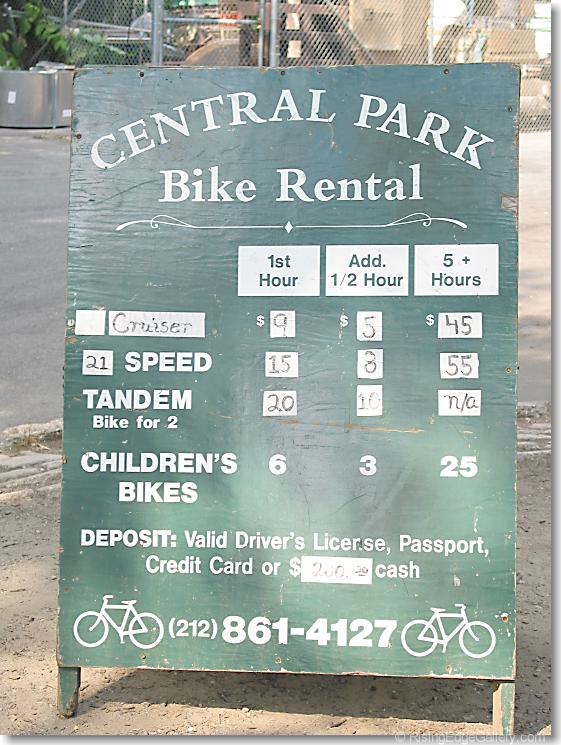 CENTRAL PARK
Bike Rental
1st Hour Add. 1/2 Hour 5 + Hours
Cruiser $ 9 $ 5 $ 45
21 SPEED 15 8 55
TANDEM 20 10 n/a
Bike for 2
CHILDREN'S 6 3 25
BIKES
DEPOSIT: Valid Driver's License, Passport,
Credit Card or $ 200.00 cash
(212) 861-4127
© RisingEdgeGallery.com